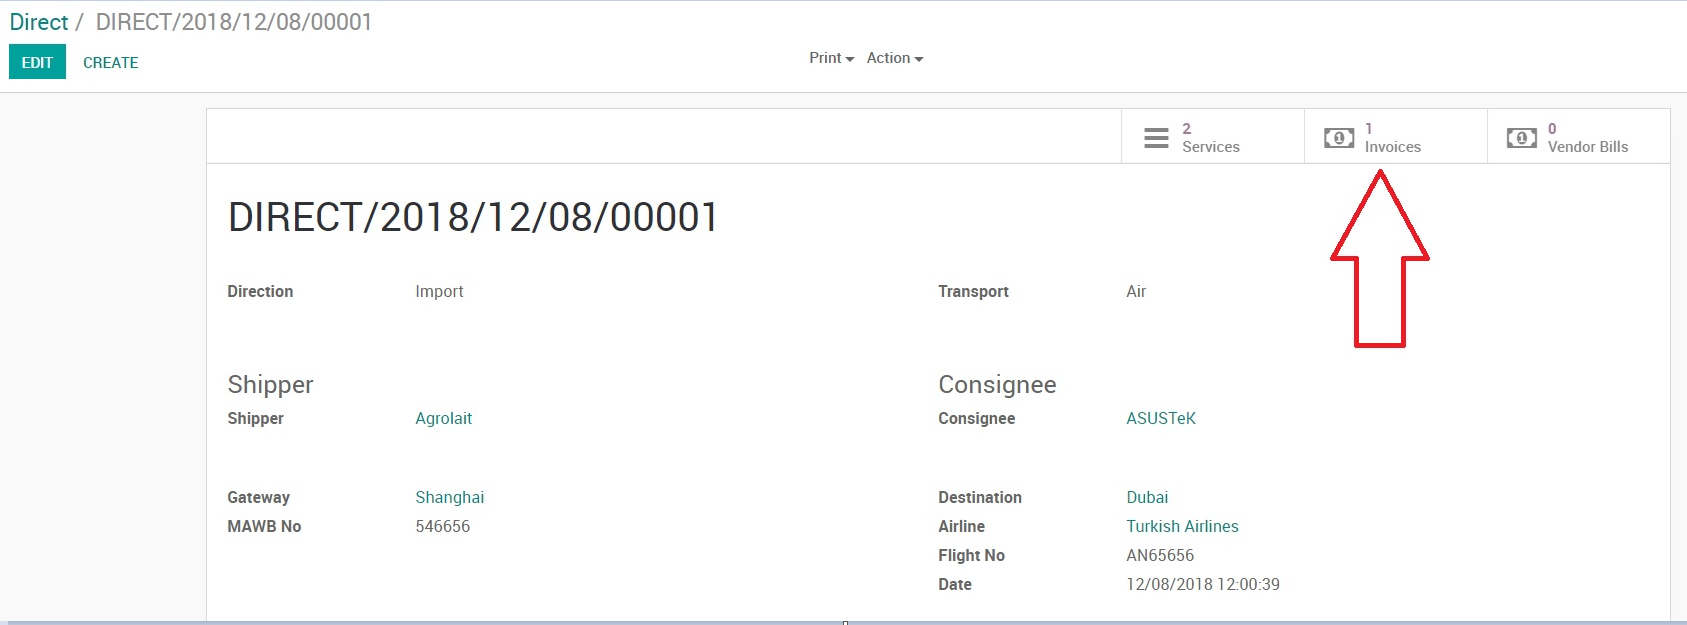 Direct / DIRECT/2018/12/08/00001
EDIT CREATE Print Action
2 Services 1 Invoices 0 Vendor Bills
DIRECT/2018/12/08/00001
Direction Import Transport Air
Shipper Consignee
Shipper Agrolait Consignee ASUSTeK
Gateway Shanghai Destination Dubai
MAWB No 546656 Airline Turkish Airlines
Flight No AN65656
Date 12/08/2018 12:00:39